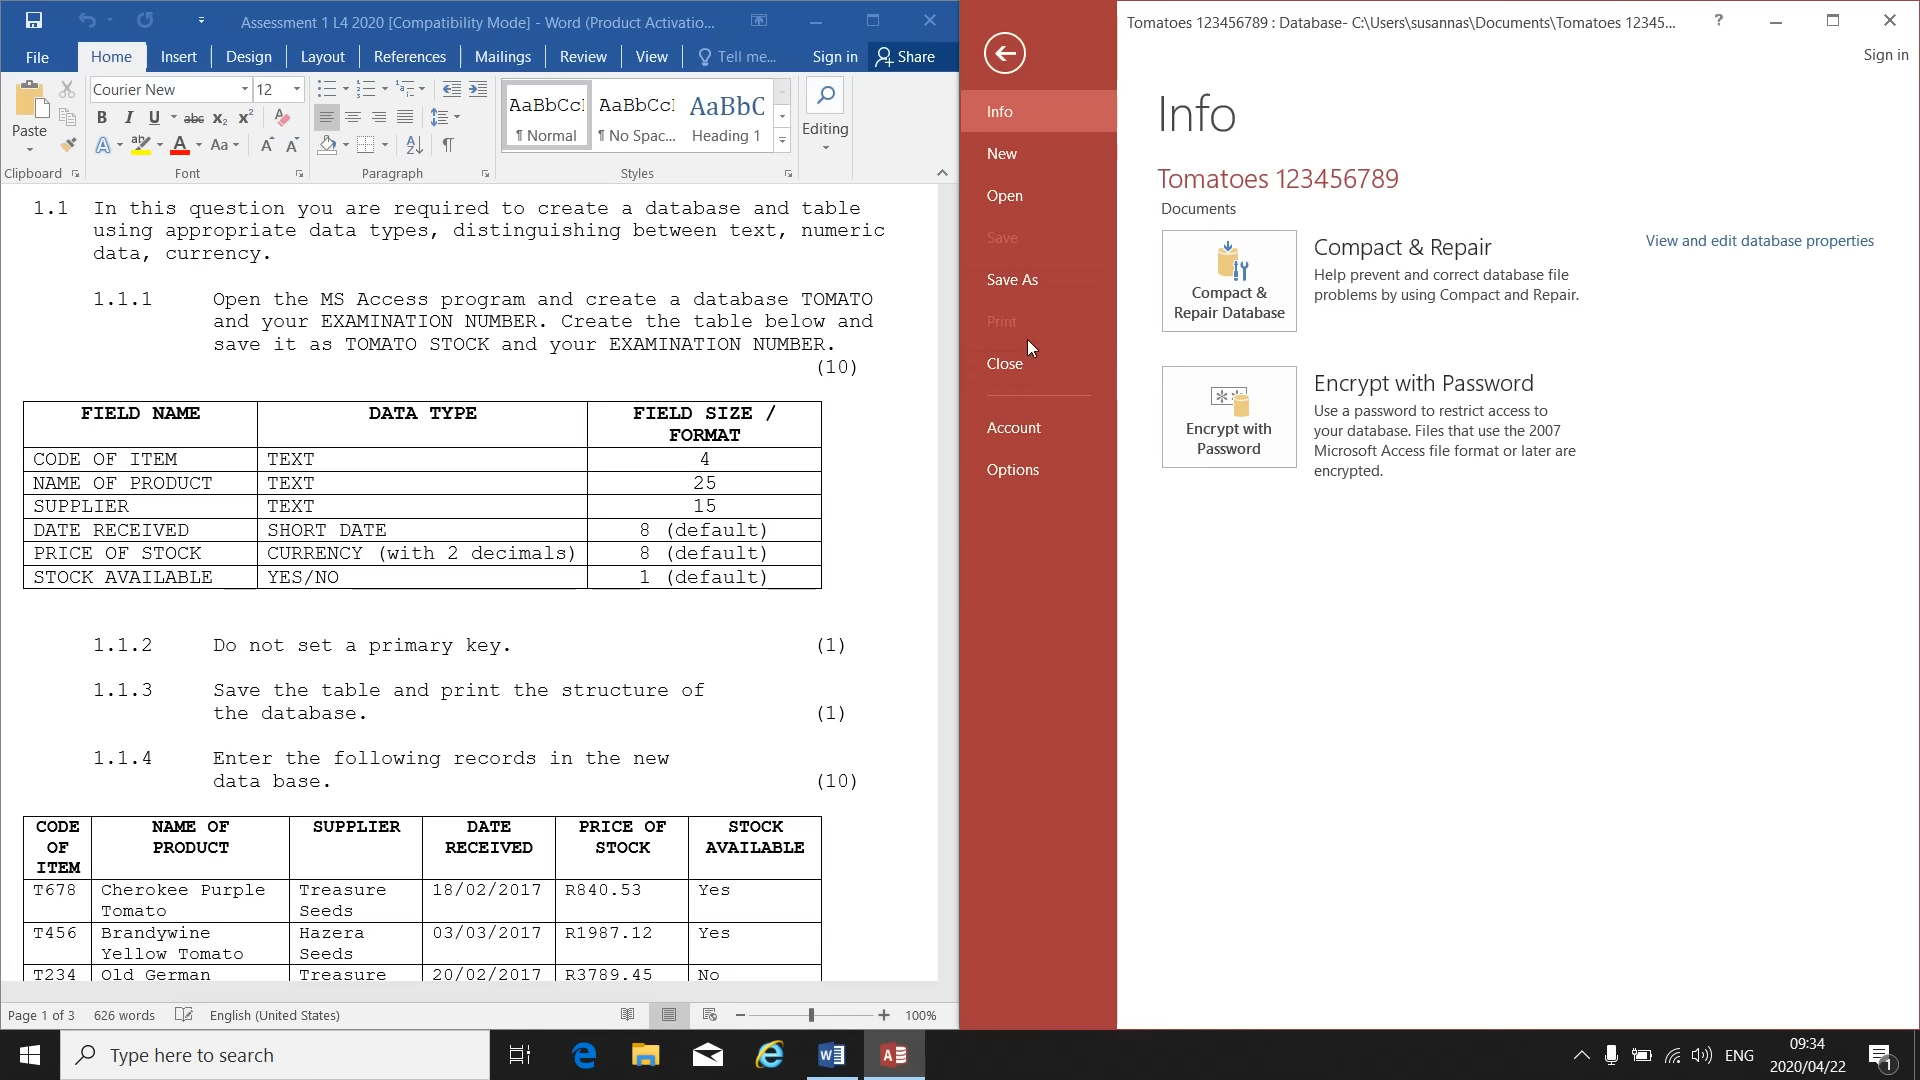 Assessment 1 L4 2020 [Compatibility Mode] - Word (Product Activatio...
File Home Insert Design Layout References Mailings Review View Tell me... Sign in Share
Courier New 12
Paste
Clipboard Font Paragraph Styles
AaBbCcI AaBbCcI AaBbC
¶ Normal ¶ No Spac... Heading 1
Editing
1.1 In this question you are required to create a database and table
using appropriate data types, distinguishing between text, numeric
data, currency.
1.1.1 Open the MS Access program and create a database TOMATO
and your EXAMINATION NUMBER. Create the table below and
save it as TOMATO STOCK and your EXAMINATION NUMBER.
(10)
FIELD NAME DATA TYPE FIELD SIZE /
FORMAT
CODE OF ITEM TEXT 4
NAME OF PRODUCT TEXT 25
SUPPLIER TEXT 15
DATE RECEIVED SHORT DATE 8 (default)
PRICE OF STOCK CURRENCY (with 2 decimals) 8 (default)
STOCK AVAILABLE YES/NO 1 (default)
1.1.2 Do not set a primary key. (1)
1.1.3 Save the table and print the structure of
the database. (1)
1.1.4 Enter the following records in the new
data base. (10)
CODE NAME OF SUPPLIER DATE PRICE OF STOCK
OF PRODUCT RECEIVED STOCK AVAILABLE
ITEM
T678 Cherokee Purple Treasure 18/02/2017 R840.53 Yes
Tomato Seeds
T456 Brandywine Hazera 03/03/2017 R1987.12 Yes
Yellow Tomato Seeds
T234 Old German Treasure 20/02/2017 R3789.45 No
Page 1 of 3 626 words English (United States) 100%
Tomatoes 123456789 : Database- C:\Users\susannas\Documents\Tomatoes 12345... ?
Sign in
Info
New
Open
Save
Save As
Print
Close
Account
Options
Info
Tomatoes 123456789
Documents
Compact &
Repair Database
Compact & Repair
Help prevent and correct database file
problems by using Compact and Repair.
View and edit database properties
Encrypt with
Password
Encrypt with Password
Use a password to restrict access to
your database. Files that use the 2007
Microsoft Access file format or later are
encrypted.
Type here to search
ENG
09:34
2020/04/22
1